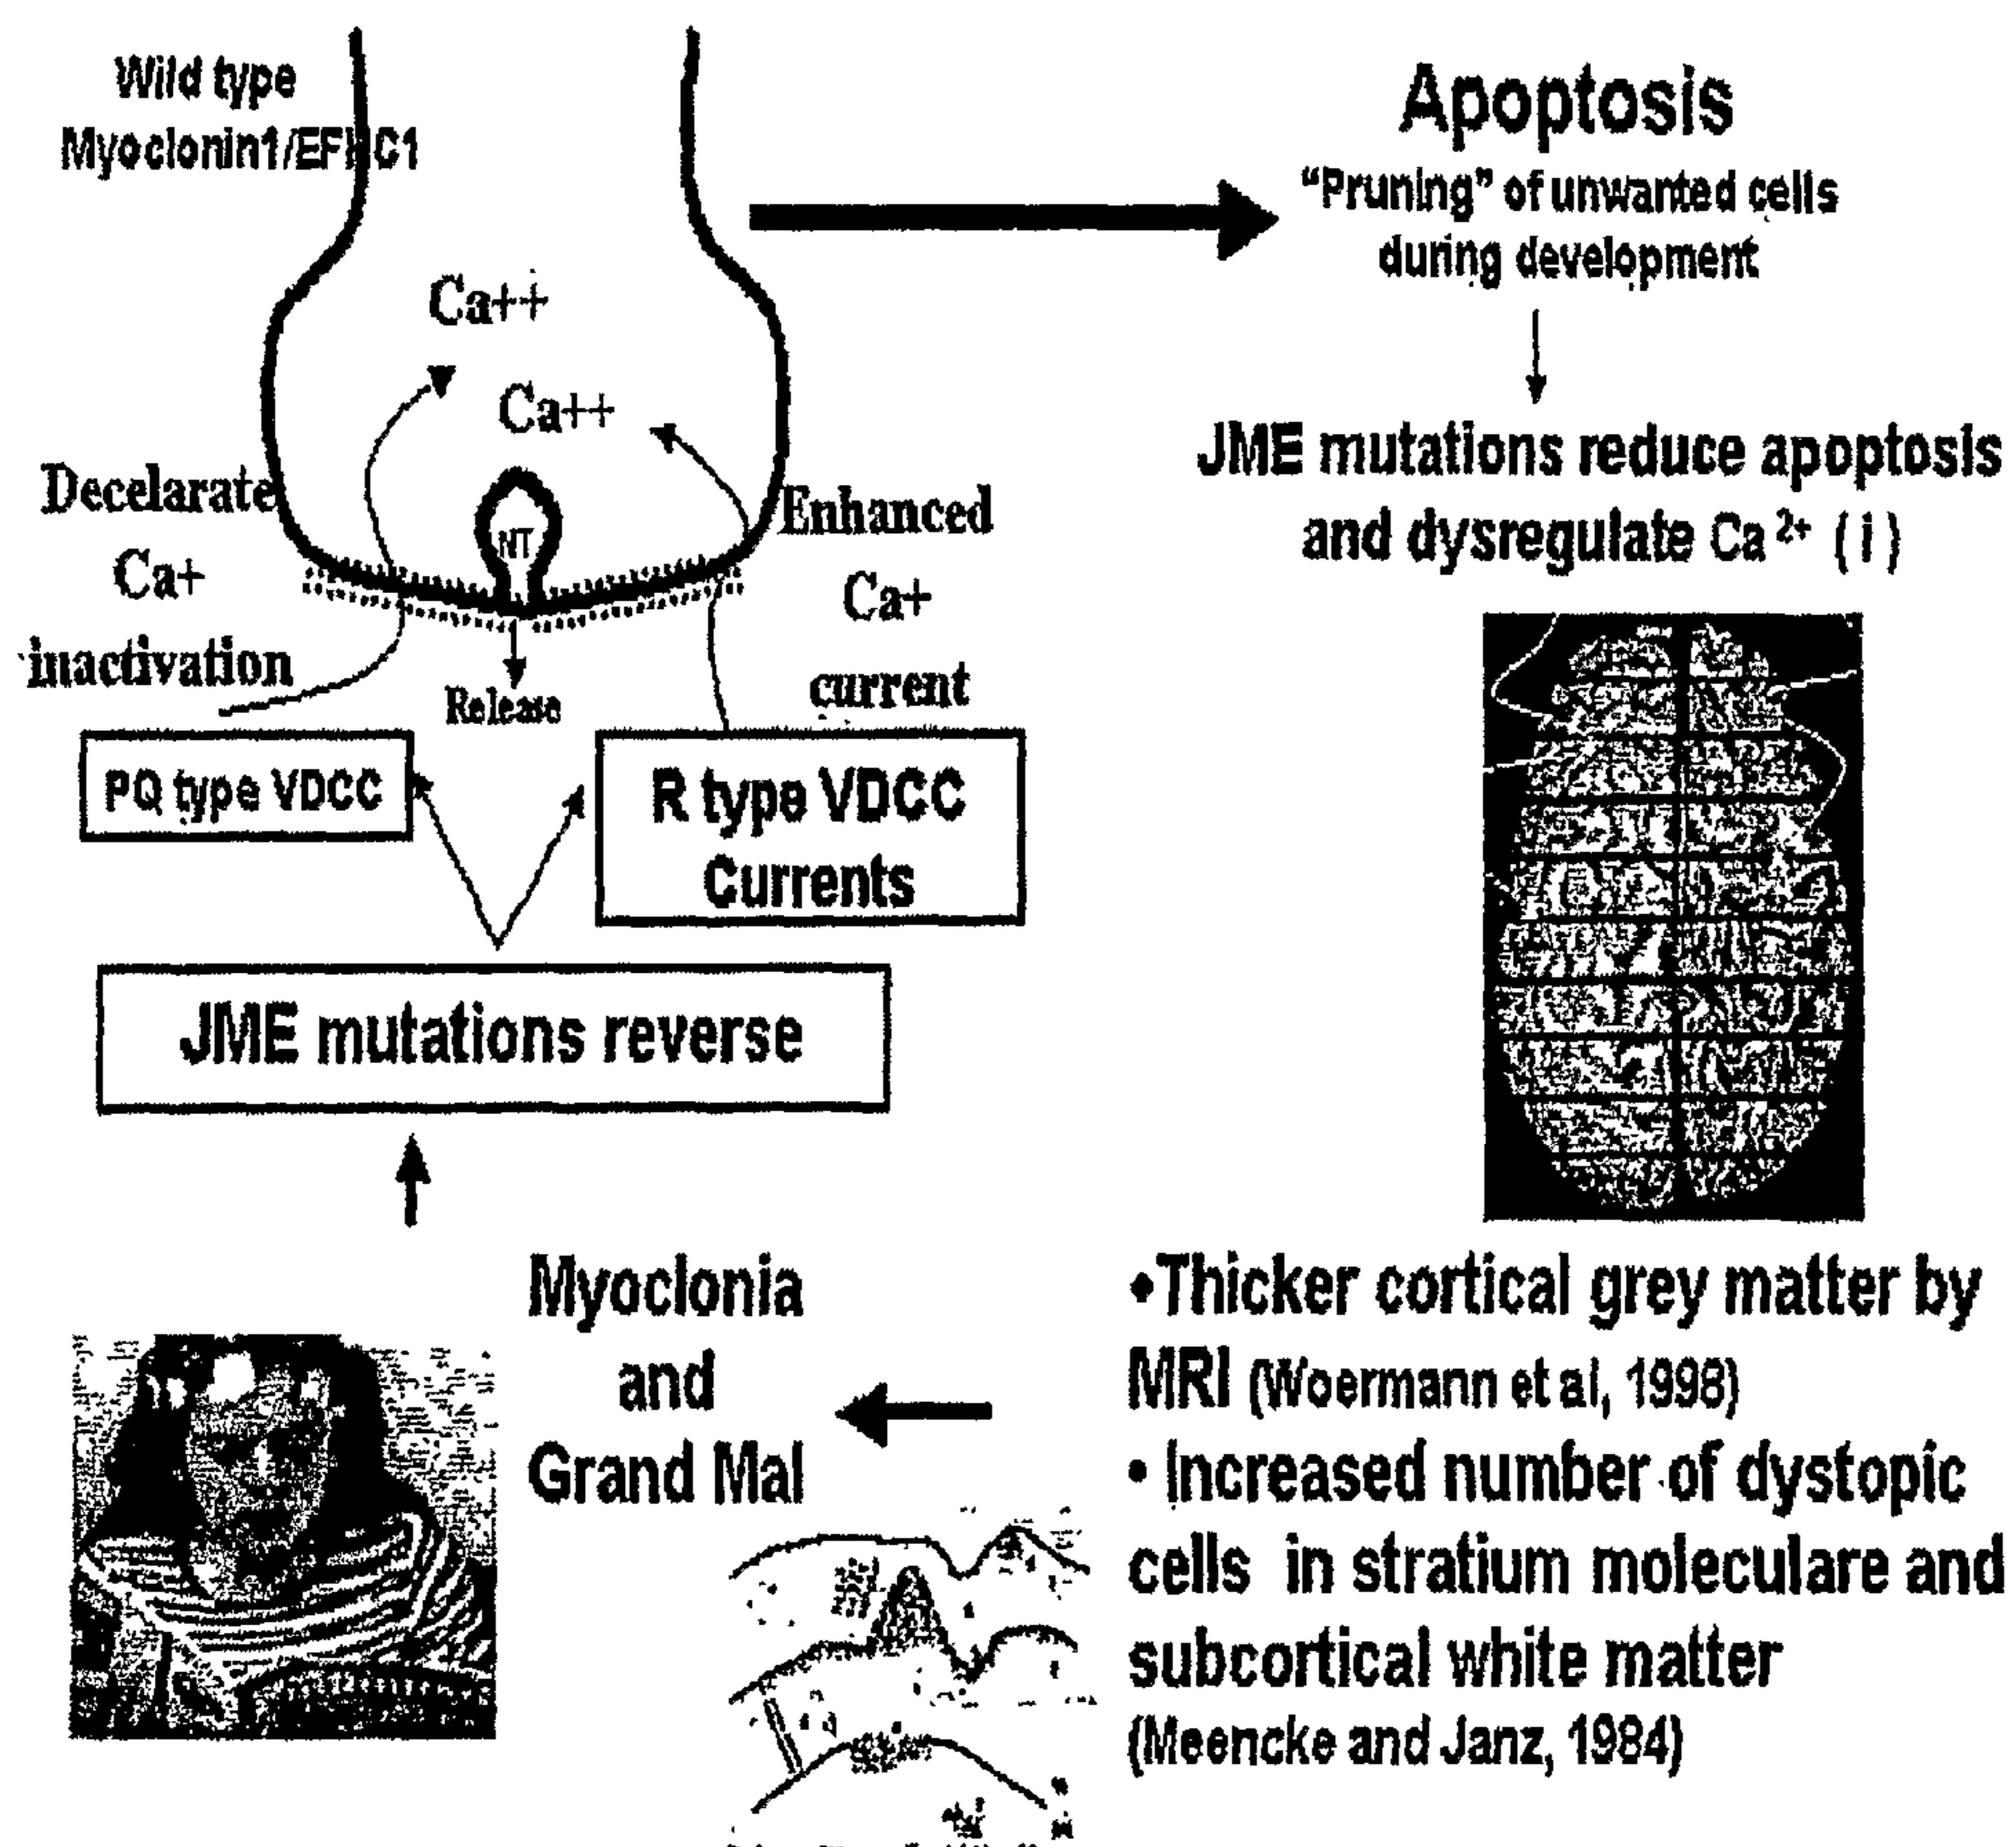 Wild type
Myoclonin1/EFHC1
Ca++
Ca++
Decelarate
Ca+
inactivation
NT
Release
Enhanced
Ca+
current
PQ type VDCC
R type VDCC
Currents
JME mutations reverse
Apoptosis
“Pruning” of unwanted cells
during development
JME mutations reduce apoptosis
and dysregulate Ca 2+ ( i )
•Thicker cortical grey matter by
MRI (Woermann et al, 1998)
• Increased number of dystopic
cells in stratium moleculare and
subcortical white matter
(Meencke and Janz, 1984)
Myoclonia
and
Grand Mal